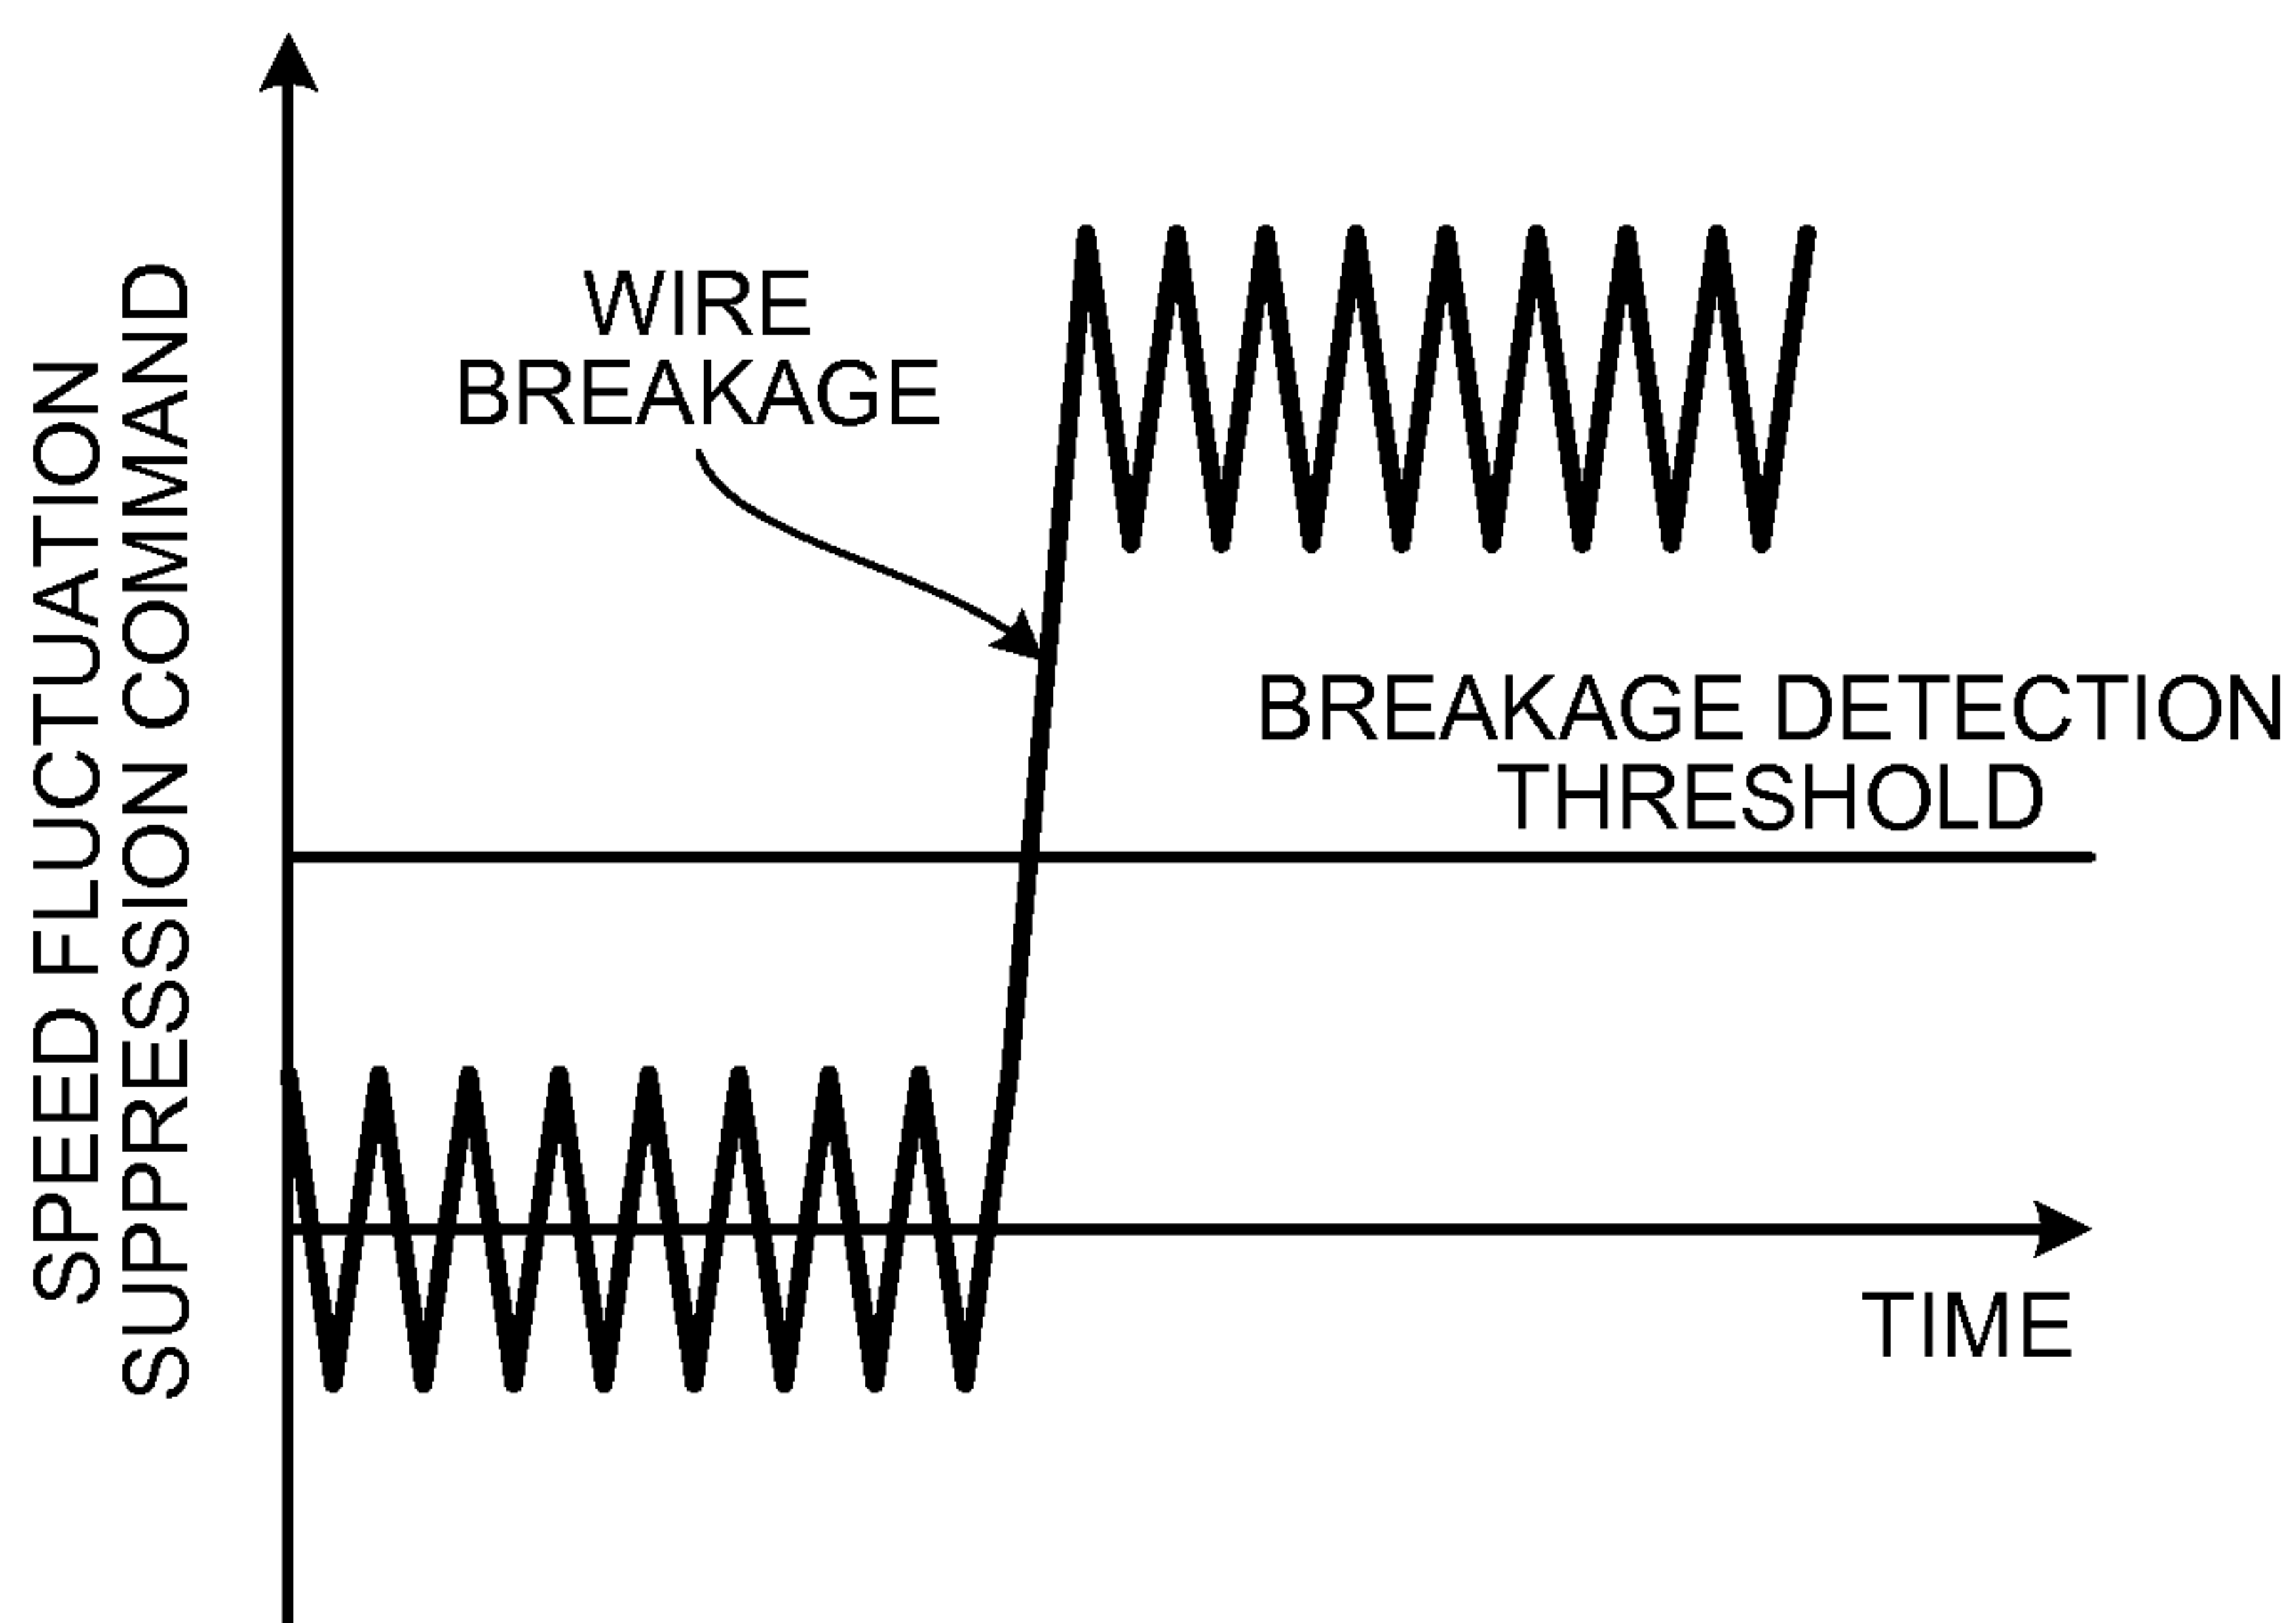 SPEED FLUCTUATION
SUPPRESSION COMMAND
WIRE
BREAKAGE
BREAKAGE DETECTION
THRESHOLD
TIME